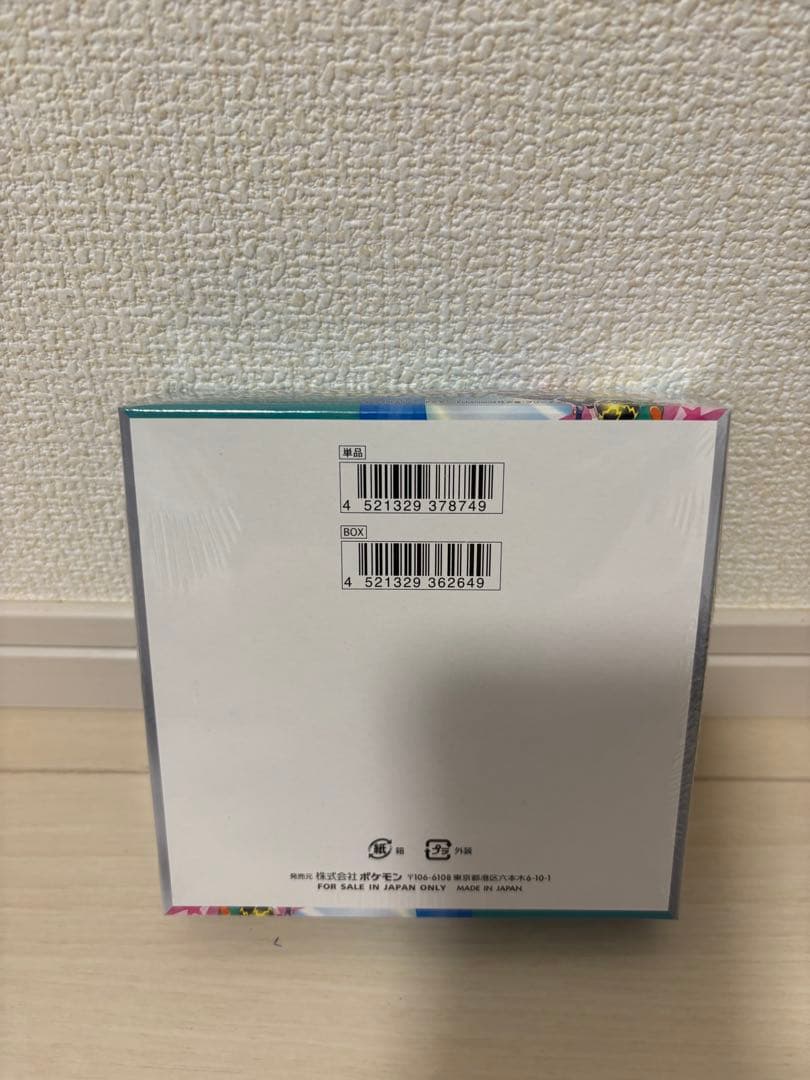 単品
4 521329 378749
BOX
4 521329 362649
紙 箱 プラ 外装
発売元 株式会社 ポケモン 〒106-6108 東京都港区六本木6-10-1
FOR SALE IN JAPAN ONLY MADE IN JAPAN